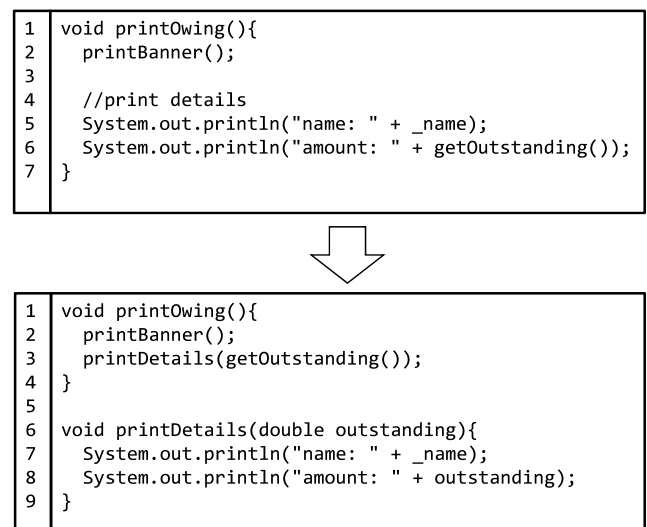 1 void printOwing(){
2   printBanner();
3
4   //print details
5   System.out.println("name: " + _name);
6   System.out.println("amount: " + getOutstanding());
7 }
1 void printOwing(){
2   printBanner();
3   printDetails(getOutstanding());
4 }
5
6 void printDetails(double outstanding){
7   System.out.println("name: " + _name);
8   System.out.println("amount: " + outstanding);
9 }